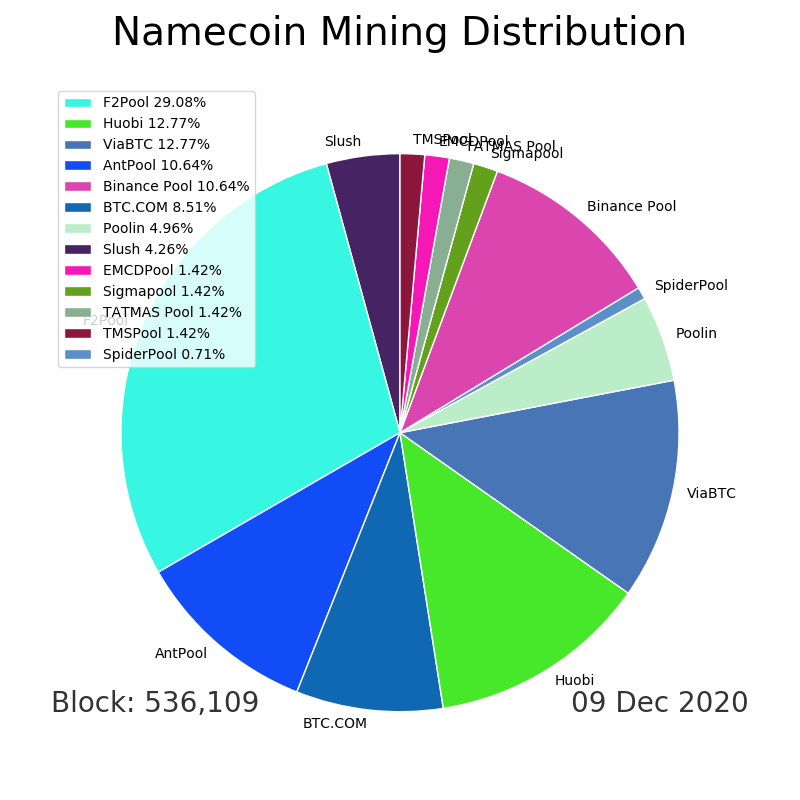 Namecoin Mining Distribution
F2Pool 29.08%
Huobi 12.77%
ViaBTC 12.77%
AntPool 10.64%
Binance Pool 10.64%
BTC.COM 8.51%
Poolin 4.96%
Slush 4.26%
EMCDPool 1.42%
Sigmapool 1.42%
TATMAS Pool 1.42%
TMSPool 1.42%
SpiderPool 0.71%
Slush
TMSPool
EMCDPool
TATMAS Pool
Sigmapool
Binance Pool
SpiderPool
F2Pool
Poolin
ViaBTC
AntPool
Huobi
BTC.COM
Block: 536,109
09 Dec 2020